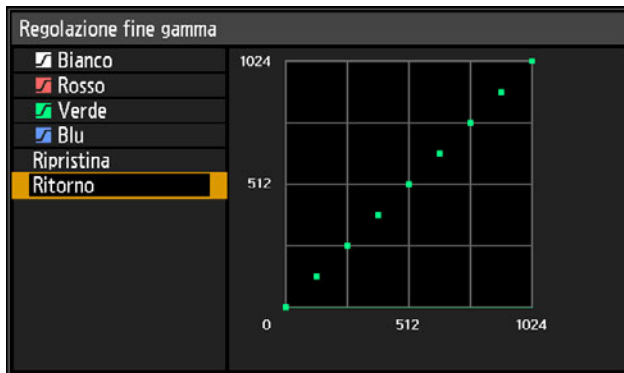 Regolazione fine gamma
Bianco
Rosso
Verde
Blu
Ripristina
Ritorno
1024
512
0 512 1024